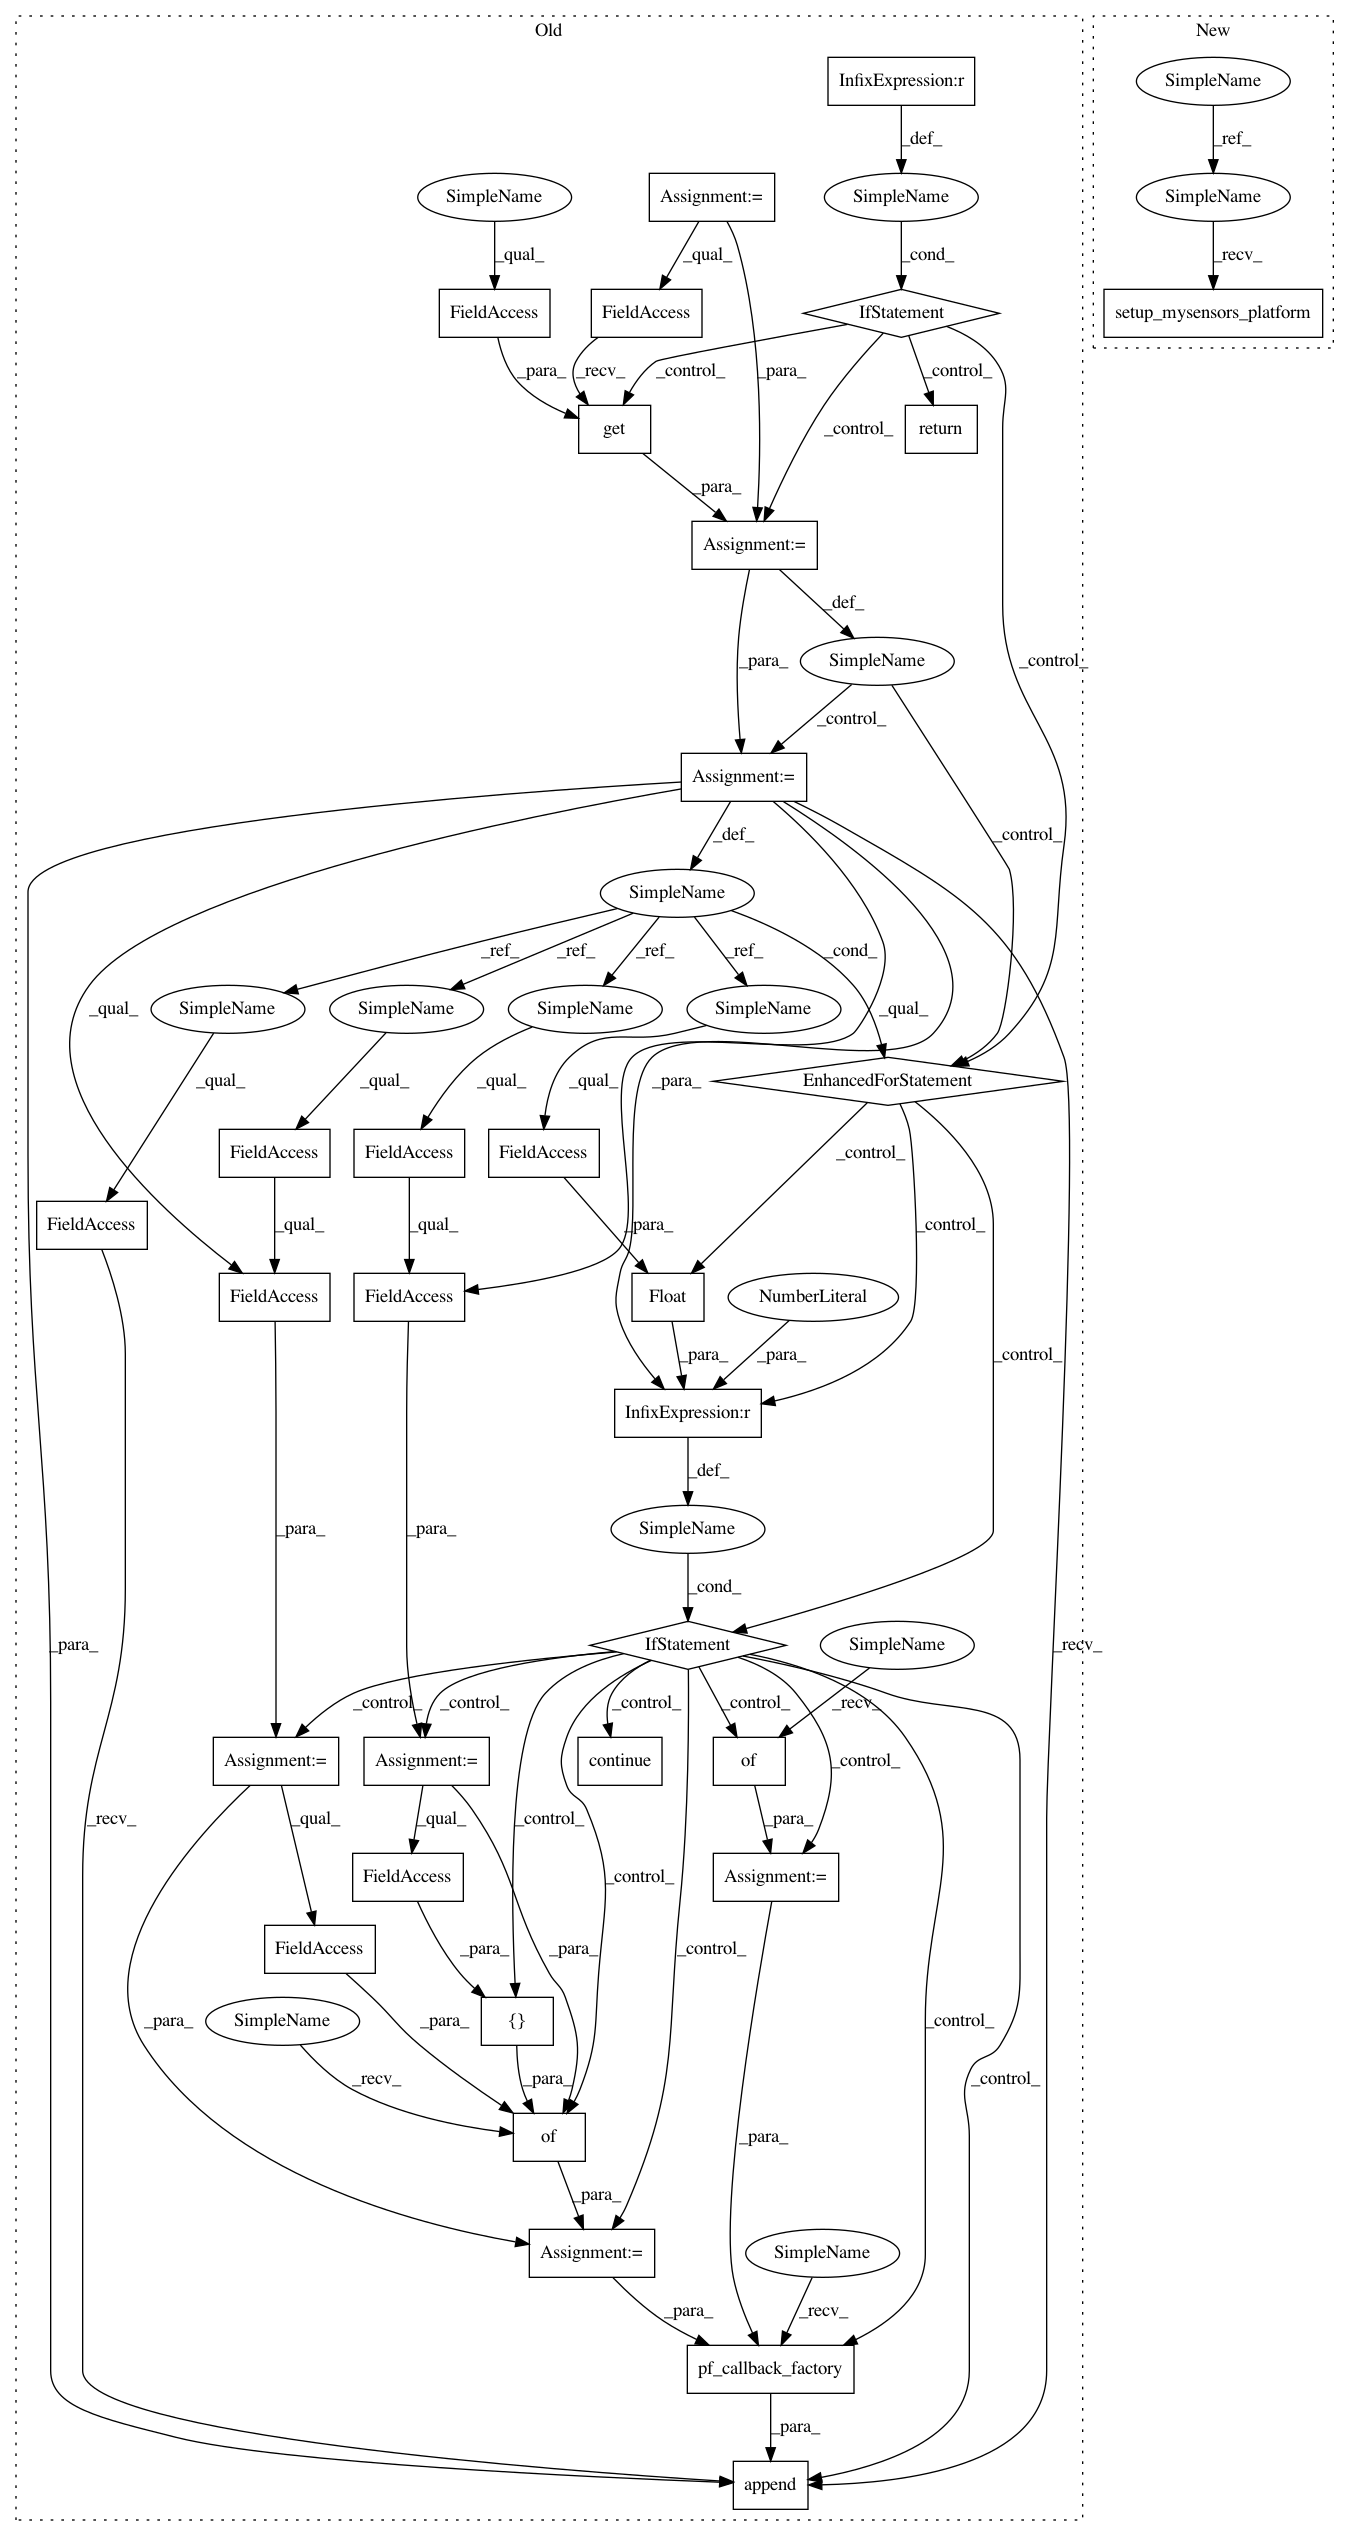 Old
New
InfixExpression:r
SimpleName
_def_
_ref_
SimpleName
Assignment:=
SimpleName
SimpleName
_qual_
_qual_
_cond_
_recv_
FieldAccess
FieldAccess
IfStatement
setup_mysensors_platform
_para_
_recv_
_control_
_para_
_control_
get
_control_
return
_para_
Assignment:=
_def_
_para_
SimpleName
_control_
_control_
Assignment:=
_control_
_def_
SimpleName
_ref_
_ref_
_ref_
_ref_
_cond_
_qual_
SimpleName
SimpleName
SimpleName
SimpleName
_qual_
_qual_
_qual_
_qual_
_qual_
_para_
EnhancedForStatement
FieldAccess
FieldAccess
FieldAccess
_control_
FieldAccess
_qual_
_qual_
_para_
_control_
FieldAccess
FieldAccess
Float
NumberLiteral
_para_
_para_
_control_
InfixExpression:r
_def_
_para_
_para_
SimpleName
_cond_
_para_
IfStatement
SimpleName
_recv_
_control_
_control_
_control_
_control_
_recv_
Assignment:=
Assignment:=
continue
of
_control_
_recv_
_qual_
_qual_
_control_
_para_
FieldAccess
_control_
Assignment:=
FieldAccess
_para_
_para_
_control_
SimpleName
_para_
_para_
{}
_control_
_recv_
_para_
_control_
of
_para_
_para_
Assignment:=
SimpleName
_para_
_recv_
pf_callback_factory
_para_
append